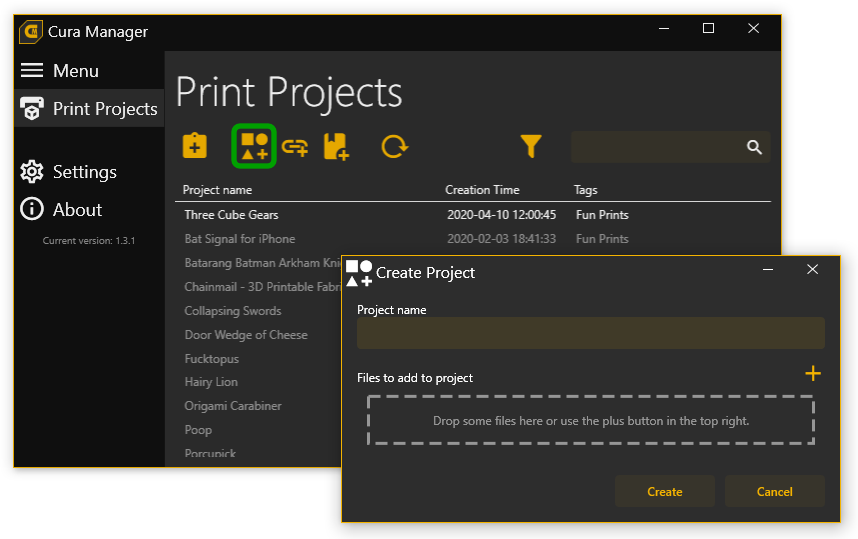 Cura Manager
Menu
Print Projects
Settings
About
Current version: 1.3.1
Print Projects
Project name Creation Time Tags
Three Cube Gears 2020-04-10 12:00:45 Fun Prints
Bat Signal for iPhone 2020-02-03 18:41:33 Fun Prints
Batarang Batman Arkham
Chainmail - 3D Printable
Collapsing Swords
Door Wedge of Cheese
Fucktopus
Hairy Lion
Origami Carabiner
Poop
Porcupick
Create Project
Project name
Files to add to project
Drop some files here or use the plus button in the top right.
Create Cancel